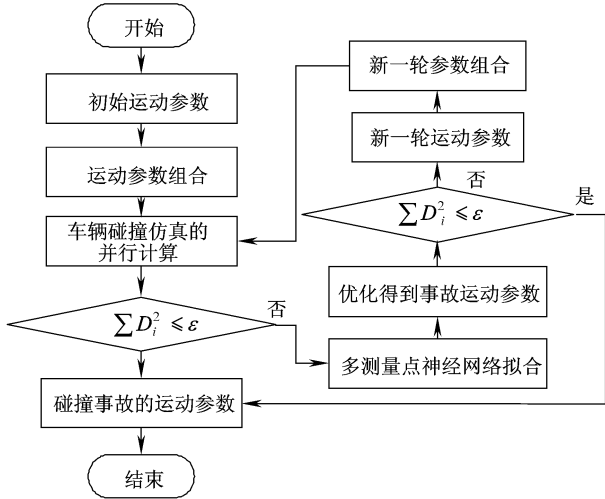 开始
初始运动参数
运动参数组合
车辆碰撞仿真的
并行计算
∑D_i^2 ≤ ε
否
碰撞事故的运动参数
结束
多测量点神经网络拟合
优化得到事故运动参数
∑D_i^2 ≤ ε
否
是
新一轮运动参数
新一轮参数组合